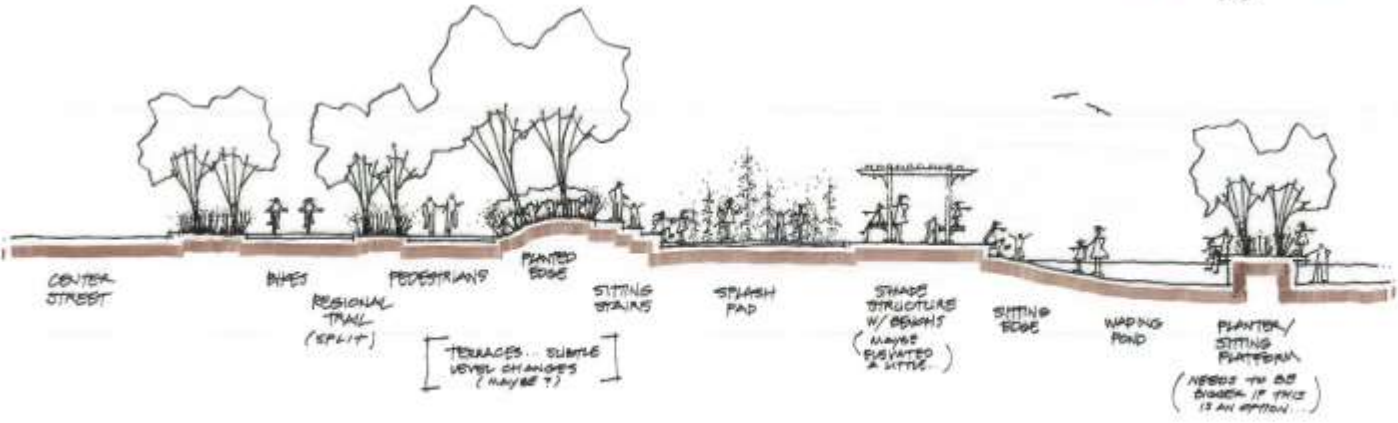 CENTER
STREET
BIKES
REGIONAL
TRAIL
(SPLIT)
PEDESTRIANS
[TERRACES... SUBTLE
LEVEL CHANGES
(MAYBE?)]
PLANTED
EDGE
SITTING
STAIRS
SPLASH
PAD
SHADE
STRUCTURE
W/ BENCHS
(MAYBE
ELEVATED
A LITTLE..)
SITTING
EDGE
WADING
POND
PLANTER/
SITTING
PLATFORM
(NEEDS TO BE
BIGGER IF THIS
IS AN OPTION...)